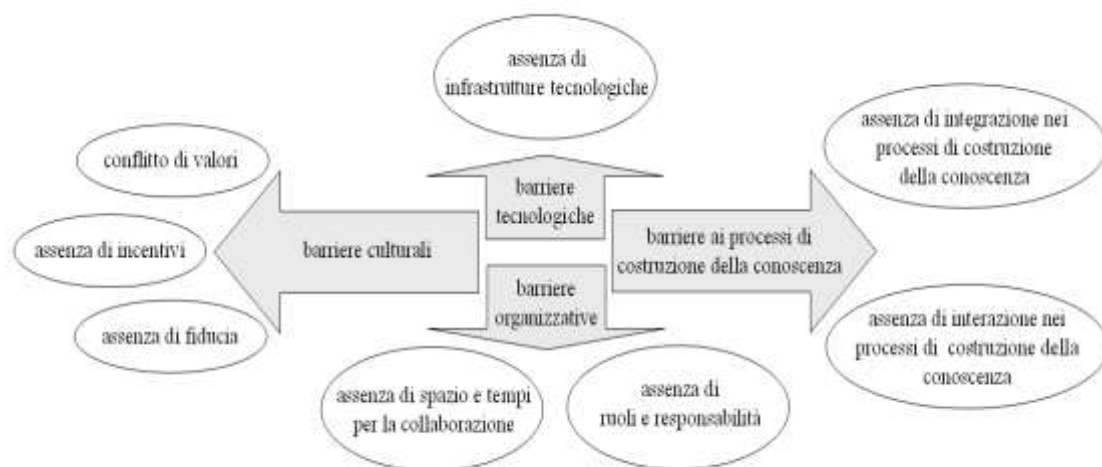 assenza di
infrastrutture tecnologiche
assenza di integrazione nei
processi di costruzione
della conoscenza
conflitto di valori
barriere
tecnologiche
assenza di incentivi
barriere culturali
barriere ai processi di
costruzione della conoscenza
barriere
organizzative
assenza di fiducia
assenza di interazione nei
processi di costruzione della
conoscenza
assenza di spazio e tempi
per la collaborazione
assenza di
ruoli e responsabilità